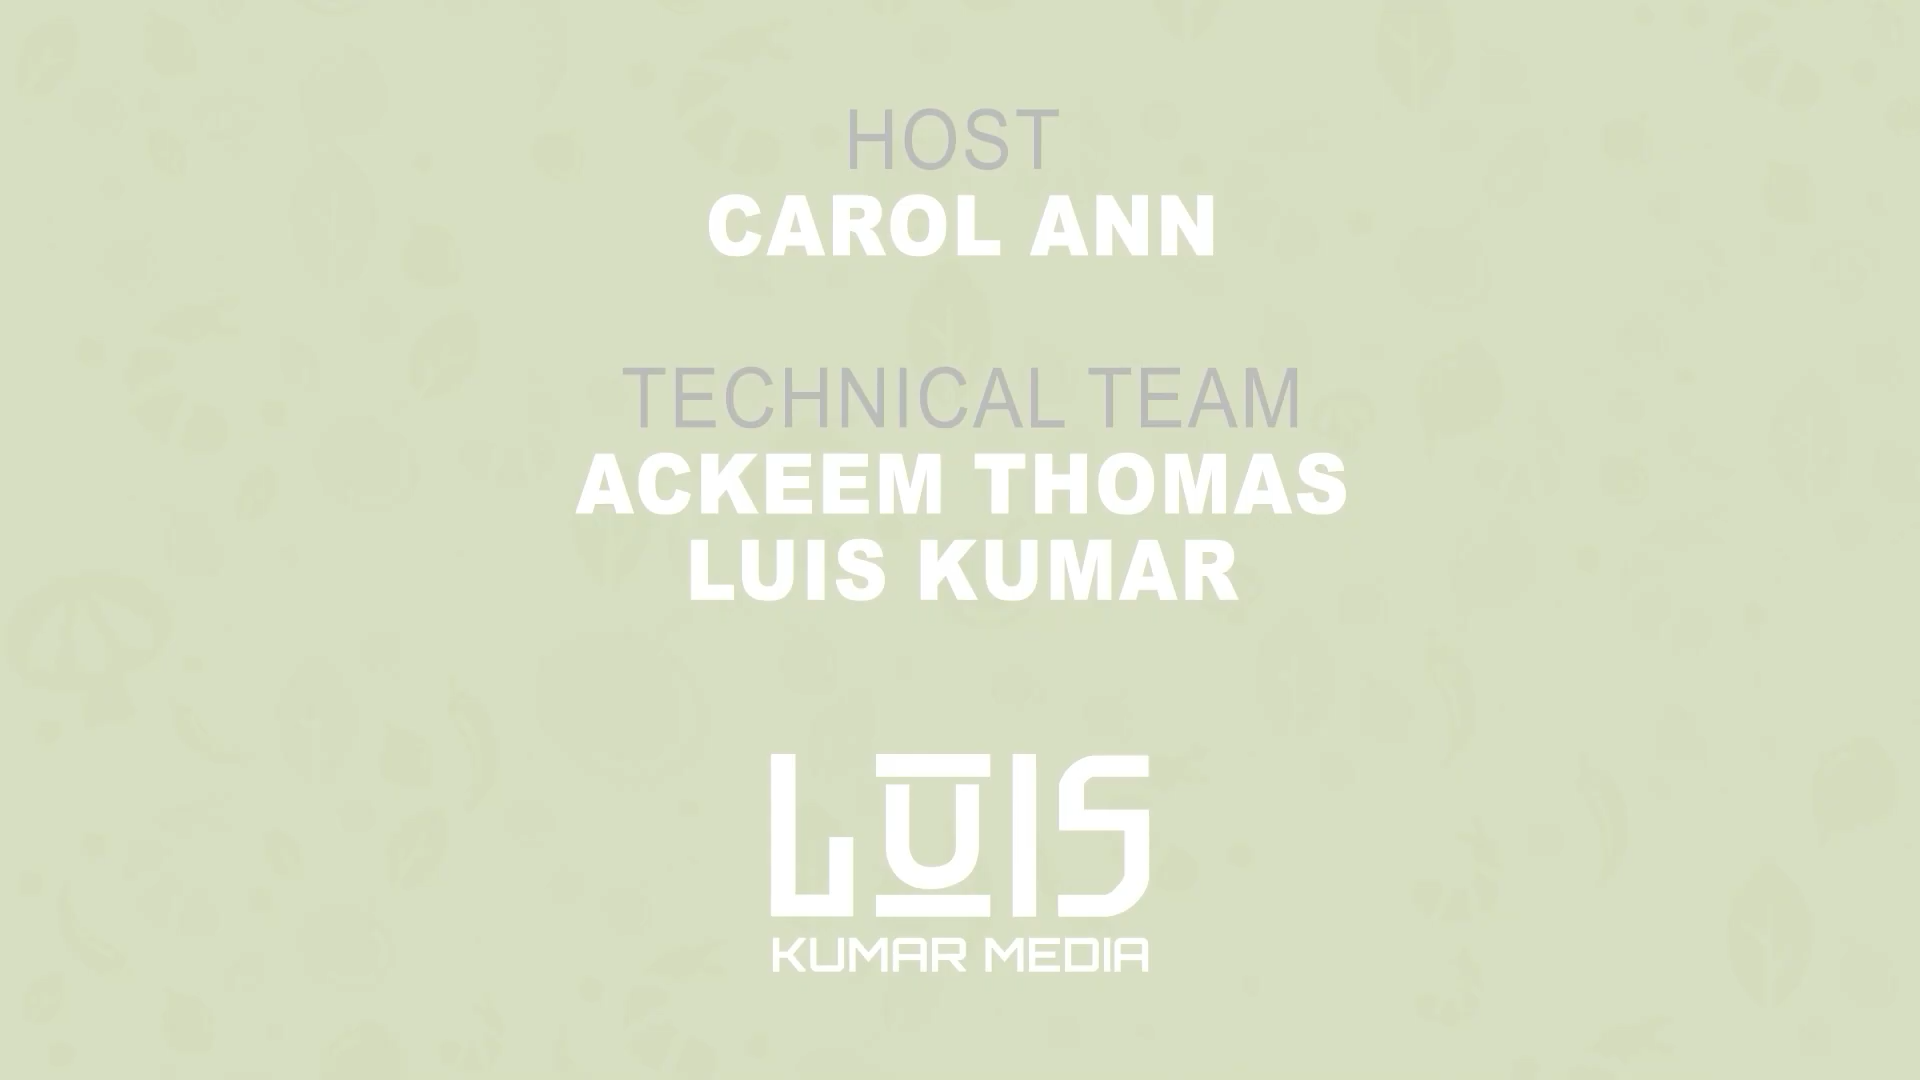 HOST
CAROL ANN
TECHNICAL TEAM
ACKEEM THOMAS
LUIS KUMAR
LUIS
KUMAR MEDIA